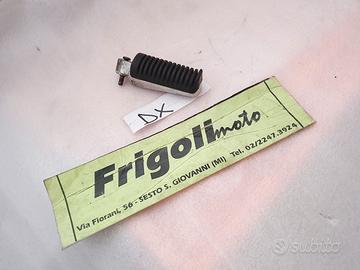 DX
Frigolimoto
Via Fiorani, 56 - SESTO S. GIOVANNI (MI) Tel. 02/2247.3924
subito